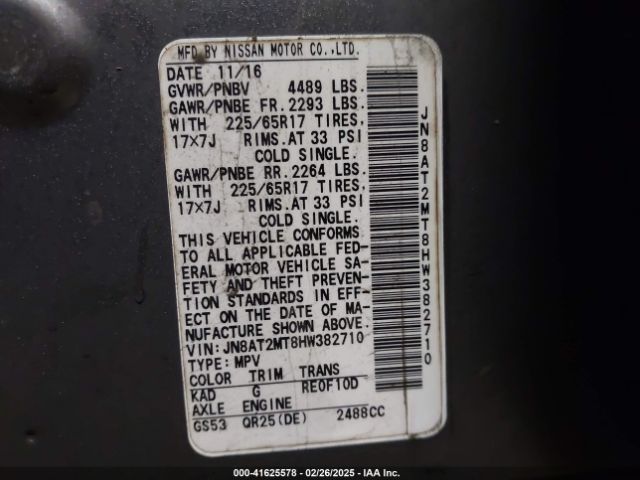 MFD BY NISSAN MOTOR CO.,LTD.
DATE 11/16
GVWR/PNBV 4489 LBS.
GAWR/PNBE FR. 2293 LBS.
WITH 225/65R17 TIRES,
17×7J RIMS.AT 33 PSI
COLD SINGLE.
GAWR/PNBE RR. 2264 LBS.
WITH 225/65R17 TIRES,
17×7J RIMS.AT 33 PSI
COLD SINGLE.
THIS VEHICLE CONFORMS
TO ALL APPLICABLE FED-
ERAL MOTOR VEHICLE SA-
FETY AND THEFT PREVEN-
TION STANDARDS IN EFF-
ECT ON THE DATE OF MA-
NUFACTURE SHOWN ABOVE.
VIN:JN8AT2MT8HW382710
TYPE:MPV
COLOR TRIM TRANS
KAD G RE0F10D
AXLE ENGINE
GS53 QR25(DE) 2488CC
JN8AT2MT8HW382710
000-41625578 - 02/26/2025 - IAA Inc.